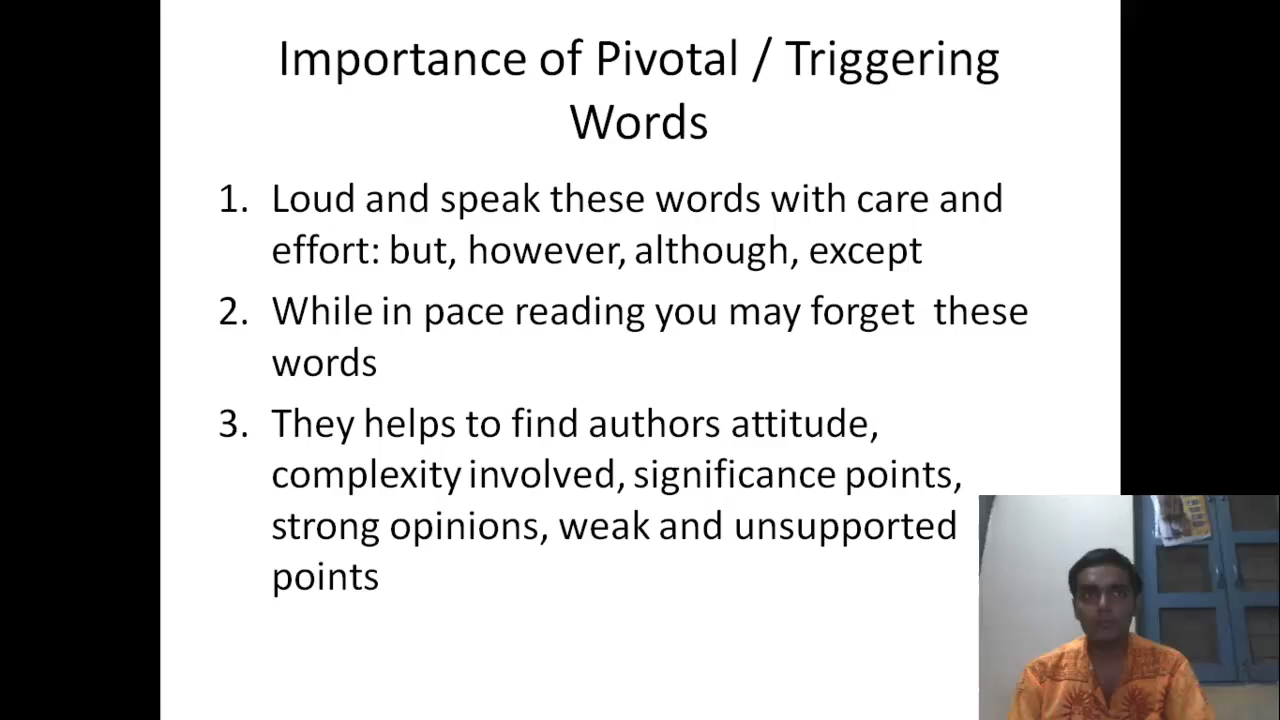 Importance of Pivotal / Triggering
Words
1. Loud and speak these words with care and
effort: but, however, although, except
2. While in pace reading you may forget  these
words
3. They helps to find authors attitude,
complexity involved, significance points,
strong opinions, weak and unsupported
points